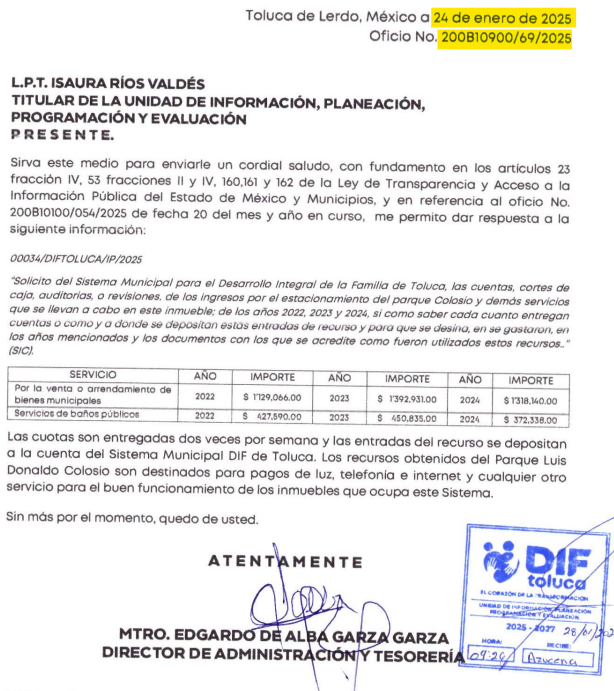 Toluca de Lerdo, México a 24 de enero de 2025
Oficio No. 200B10900/69/2025
L.P.T. ISAURA RÍOS VALDÉS
TITULAR DE LA UNIDAD DE INFORMACIÓN, PLANEACIÓN,
PROGRAMACIÓN Y EVALUACIÓN
PRESENTE.
Sirva este medio para enviarle un cordial saludo, con fundamento en los artículos 23
fracción IV, 53 fracciones II y IV, 160,161 y 162 de la Ley de Transparencia y Acceso a la
Información Pública del Estado de México y Municipios, y en referencia al oficio No.
200B10100/054/2025 de fecha 20 del mes y año en curso, me permito dar respuesta a la
siguiente información:
00034/DIFTOLUCA/IP/2025
"Solicito del Sistema Municipal para el Desarrollo Integral de la Familia de Toluca, las cuentas, cortes de
caja, auditorias, o revisiones, de los ingresos por el estacionamiento del parque Colosio y demás servicios
que se llevan a cabo en este inmueble; de los años 2022, 2023 y 2024, si como saber cada cuanto entregan
cuentas o como y a donde se depositan estás entradas de recurso y para que se desina, en se gastaron, en
los años mencionados y los documentos con los que se acredite como fueron utilizados estos recursos.."
(SIC).
SERVICIO AÑO IMPORTE AÑO IMPORTE AÑO IMPORTE
Por la venta o arrendamiento de
bienes municipales 2022 $ 1'129,066.00 2023 $ 1'392,931.00 2024 $1'318,140.00
Servicios de baños públicos 2022 $ 427,590.00 2023 $ 450,835.00 2024 $ 372,338.00
Las cuotas son entregadas dos veces por semana y las entradas del recurso se depositan
a la cuenta del Sistema Municipal DIF de Toluca. Los recursos obtenidos del Parque Luis
Donaldo Colosio son destinados para pagos de luz, telefonía e internet y cualquier otro
servicio para el buen funcionamiento de los inmuebles que ocupa este Sistema.
Sin más por el momento, quedo de usted.
ATENTAMENTE
MTRO. EDGARDO DE ALBA GARZA GARZA
DIRECTOR DE ADMINISTRACIÓN Y TESORERÍA
DIF
toluca
EL CORAZÓN DE LA TRANSFORMACIÓN
UNIDAD DE INFORMACIÓN, PLANEACIÓN
PROGRAMACIÓN Y EVALUACIÓN
2025 - 2027 28/01/202
HORA: RECIBE:
09:24 Azucena